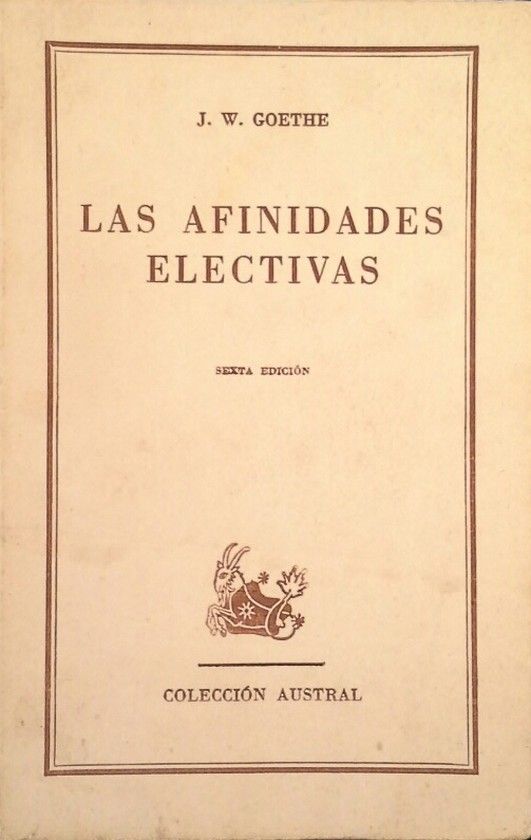 J. W. GOETHE
LAS AFINIDADES
ELECTIVAS
SEXTA EDICIÓN
COLECCIÓN AUSTRAL